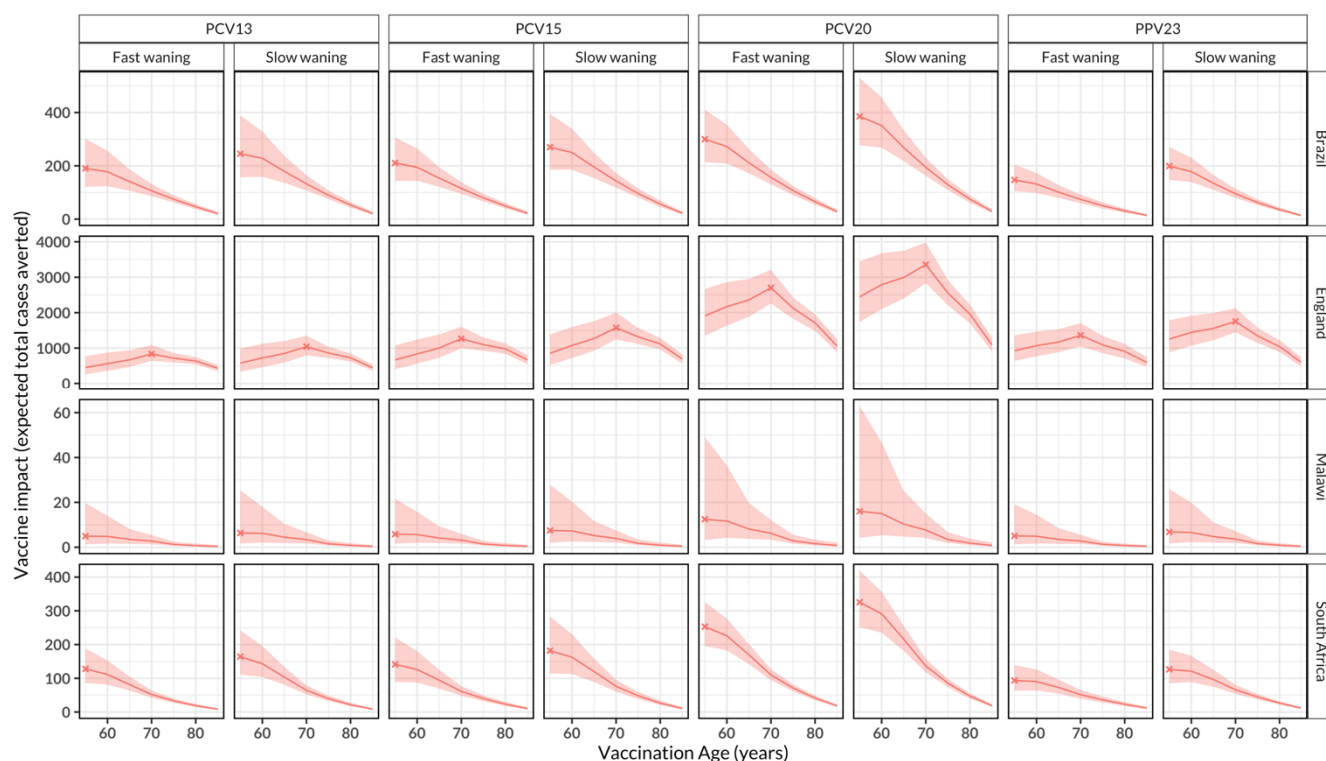 PCV13 PCV15 PCV20 PPV23
Fast waning Slow waning Fast waning Slow waning Fast waning Slow waning Fast waning Slow waning
400
200
0
Brazil
4000
3000
2000
1000
0
England
60
40
20
0
Malawi
400
300
200
100
0
South Africa
60 70 80 60 70 80 60 70 80 60 70 80 60 70 80 60 70 80 60 70 80 60 70 80
Vaccination Age (years)
Vaccine impact (expected total cases averted)